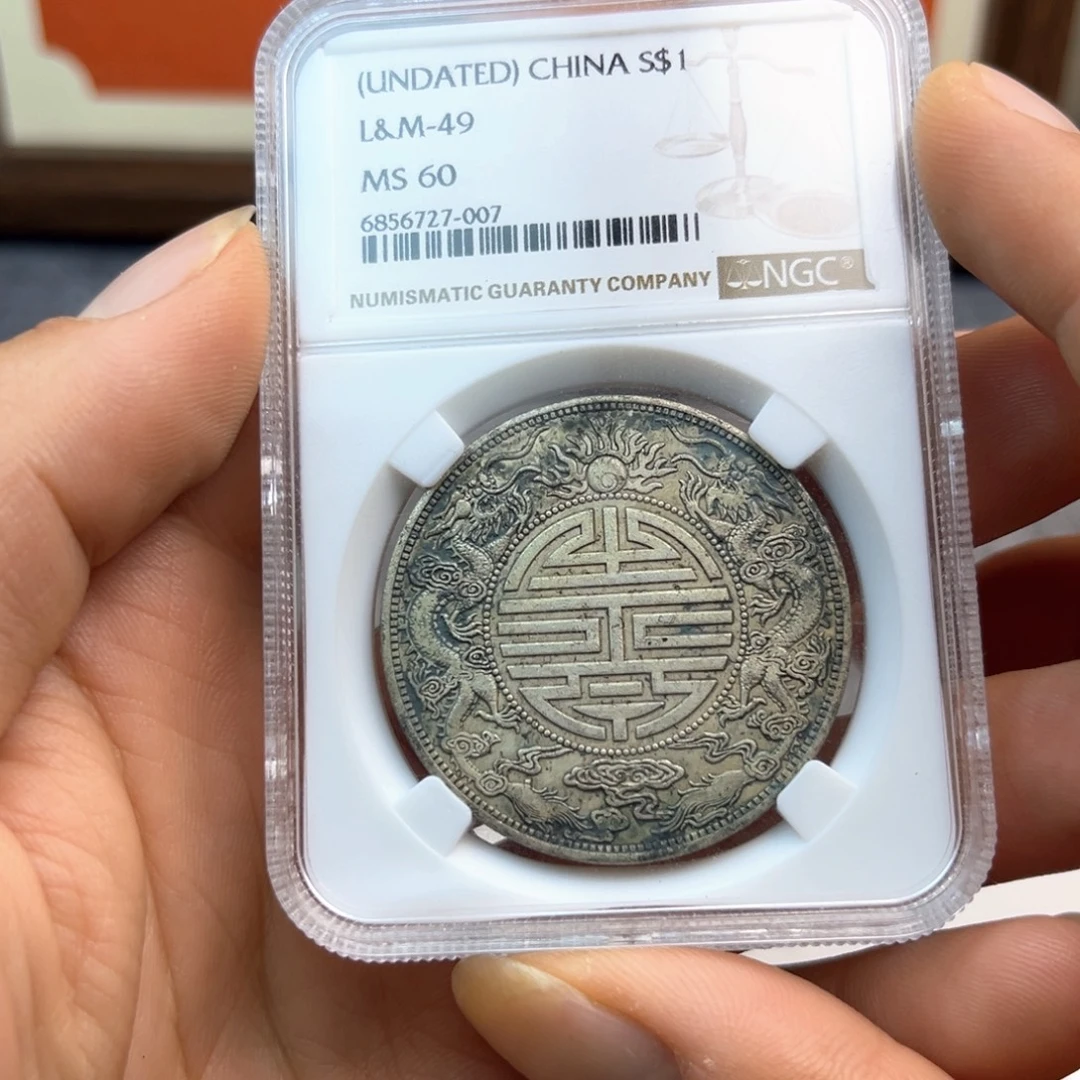 (UNDATED) CHINA S$1
L&M-49
MS 60
6856727-007
NUMISMATIC GUARANTY COMPANY NGC®